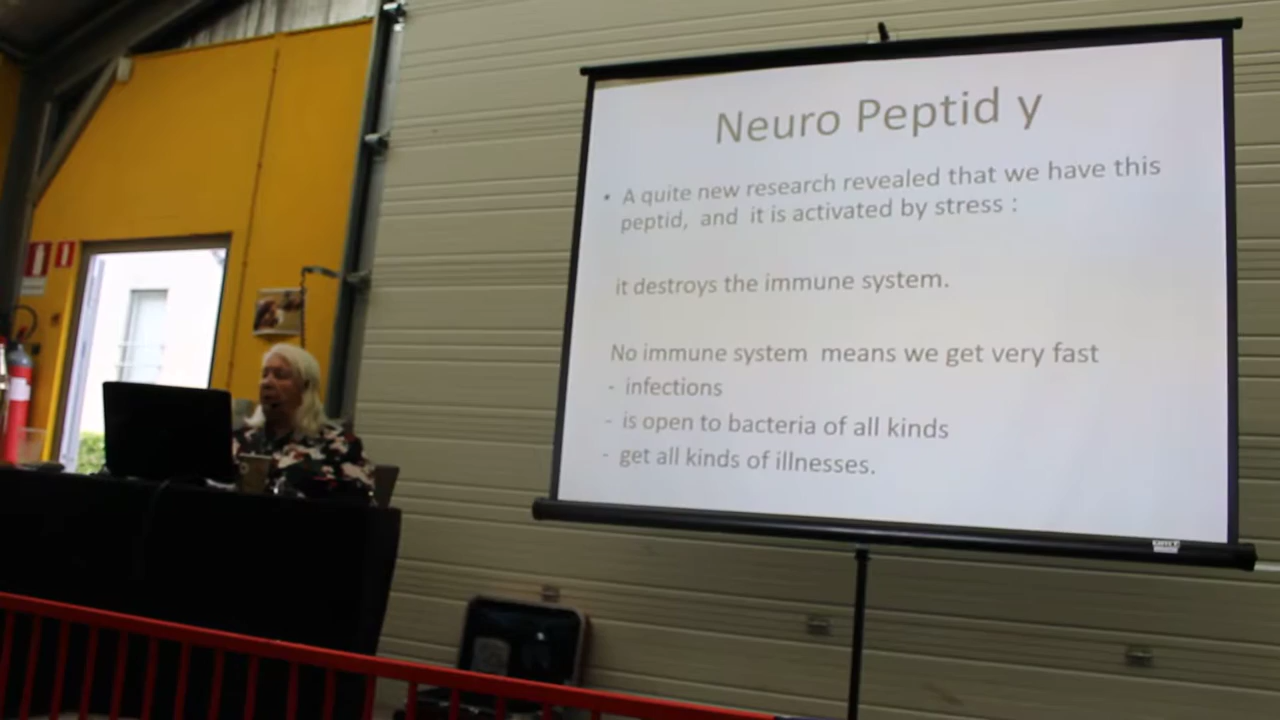 Neuro Peptid y
• A quite new research revealed that we have this
peptid, and it is activated by stress :
it destroys the immune system.
No immune system means we get very fast
- infections
- is open to bacteria of all kinds
- get all kinds of illnesses.